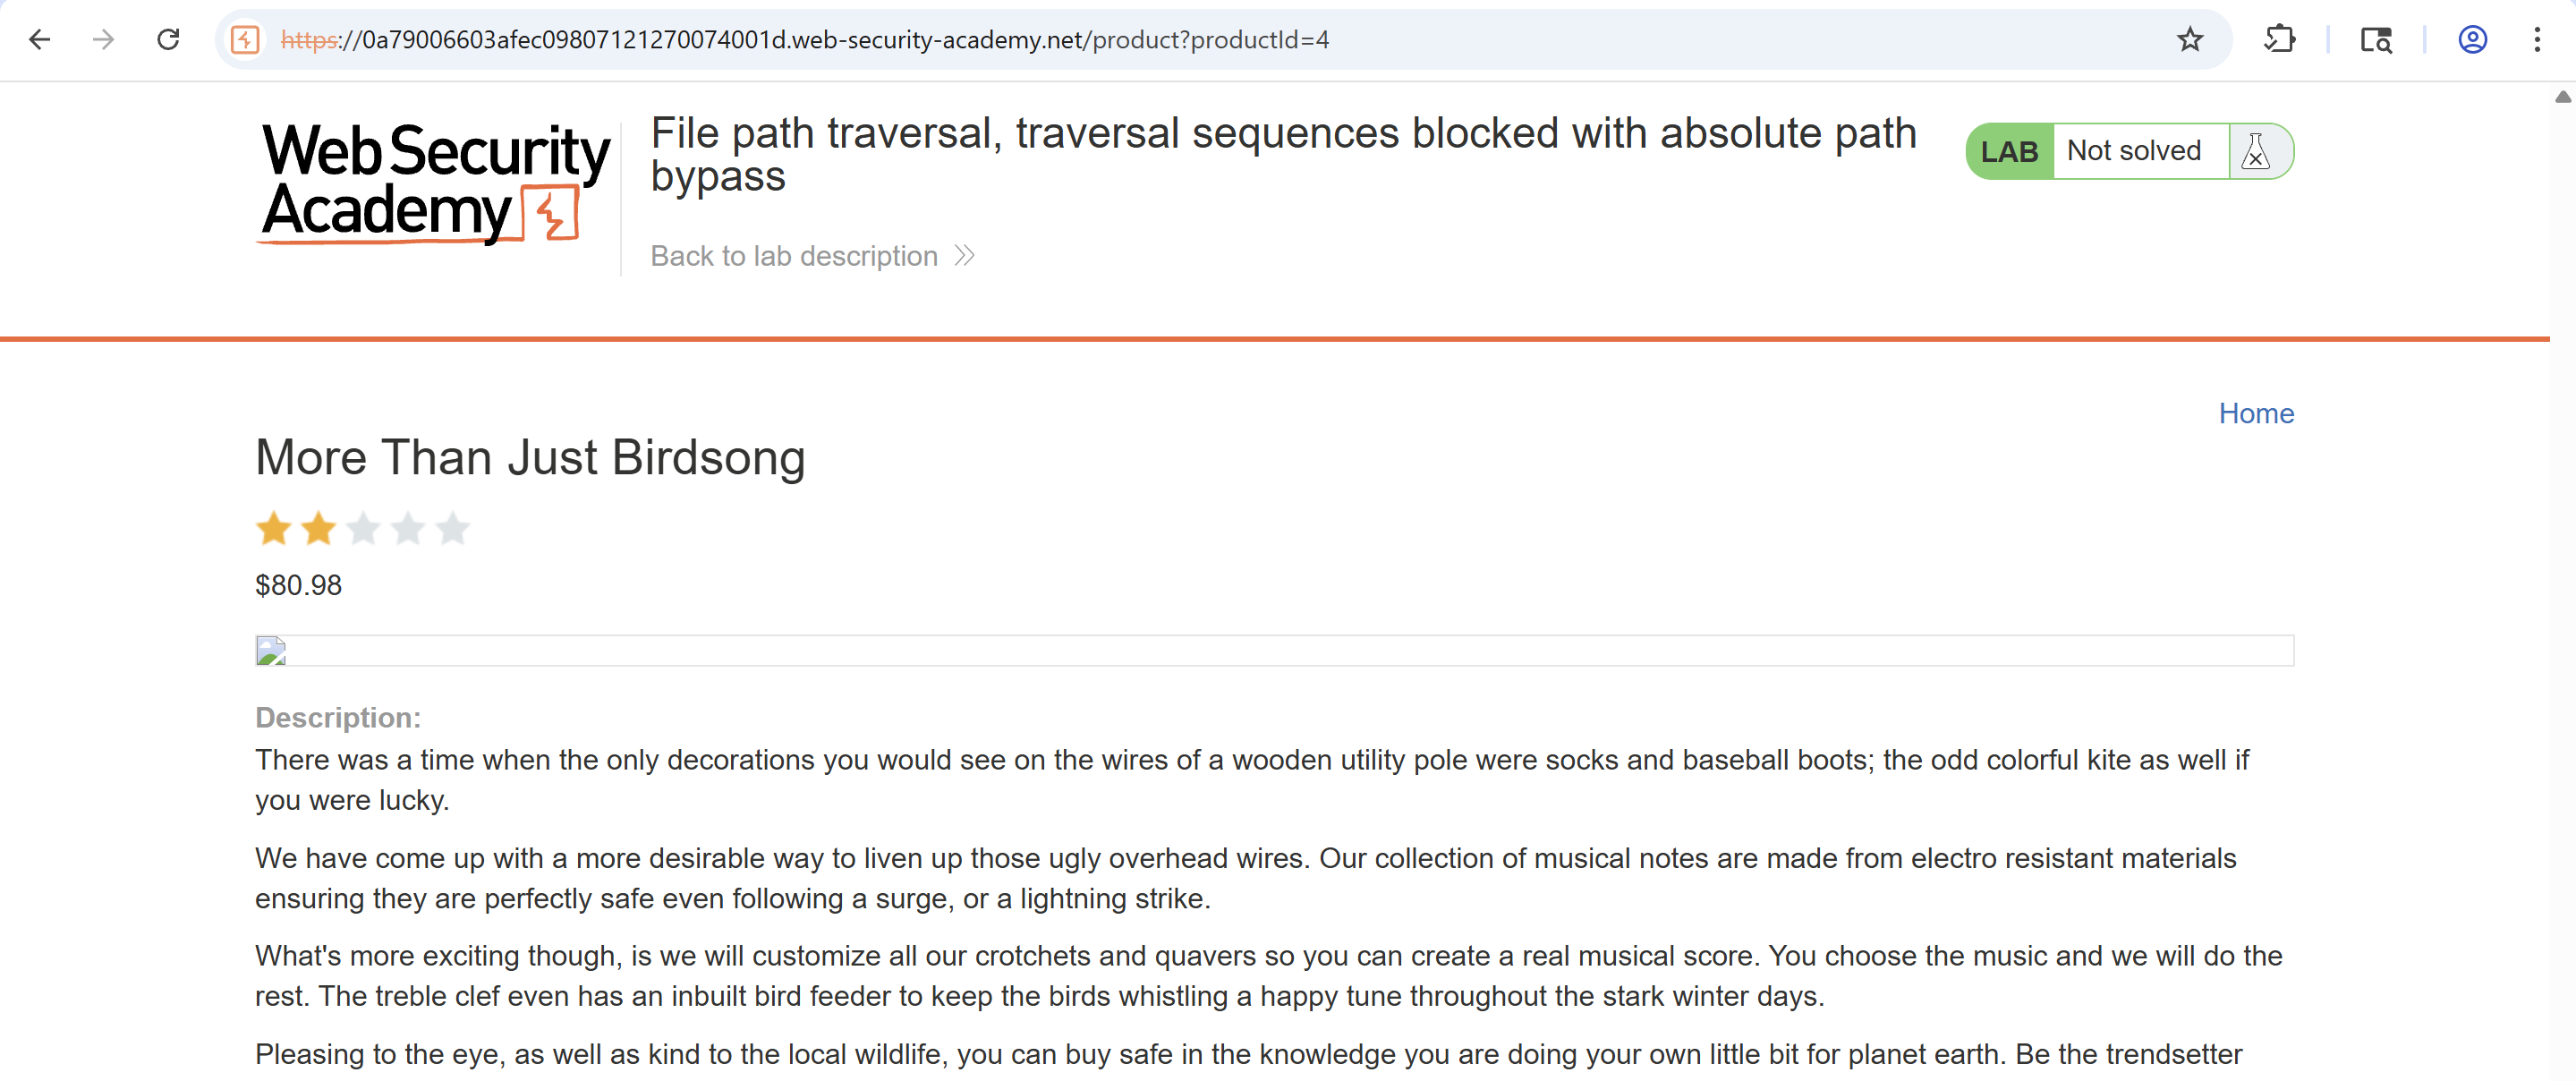 https://0a79006603afec09807121270074001d.web-security-academy.net/product?productId=4
Web Security
Academy
File path traversal, traversal sequences blocked with absolute path
bypass
LAB Not solved
Back to lab description
Home
More Than Just Birdsong
$80.98
Description:
There was a time when the only decorations you would see on the wires of a wooden utility pole were socks and baseball boots; the odd colorful kite as well if
you were lucky.
We have come up with a more desirable way to liven up those ugly overhead wires. Our collection of musical notes are made from electro resistant materials
ensuring they are perfectly safe even following a surge, or a lightning strike.
What's more exciting though, is we will customize all our crotchets and quavers so you can create a real musical score. You choose the music and we will do the
rest. The treble clef even has an inbuilt bird feeder to keep the birds whistling a happy tune throughout the stark winter days.
Pleasing to the eye, as well as kind to the local wildlife, you can buy safe in the knowledge you are doing your own little bit for planet earth. Be the trendsetter